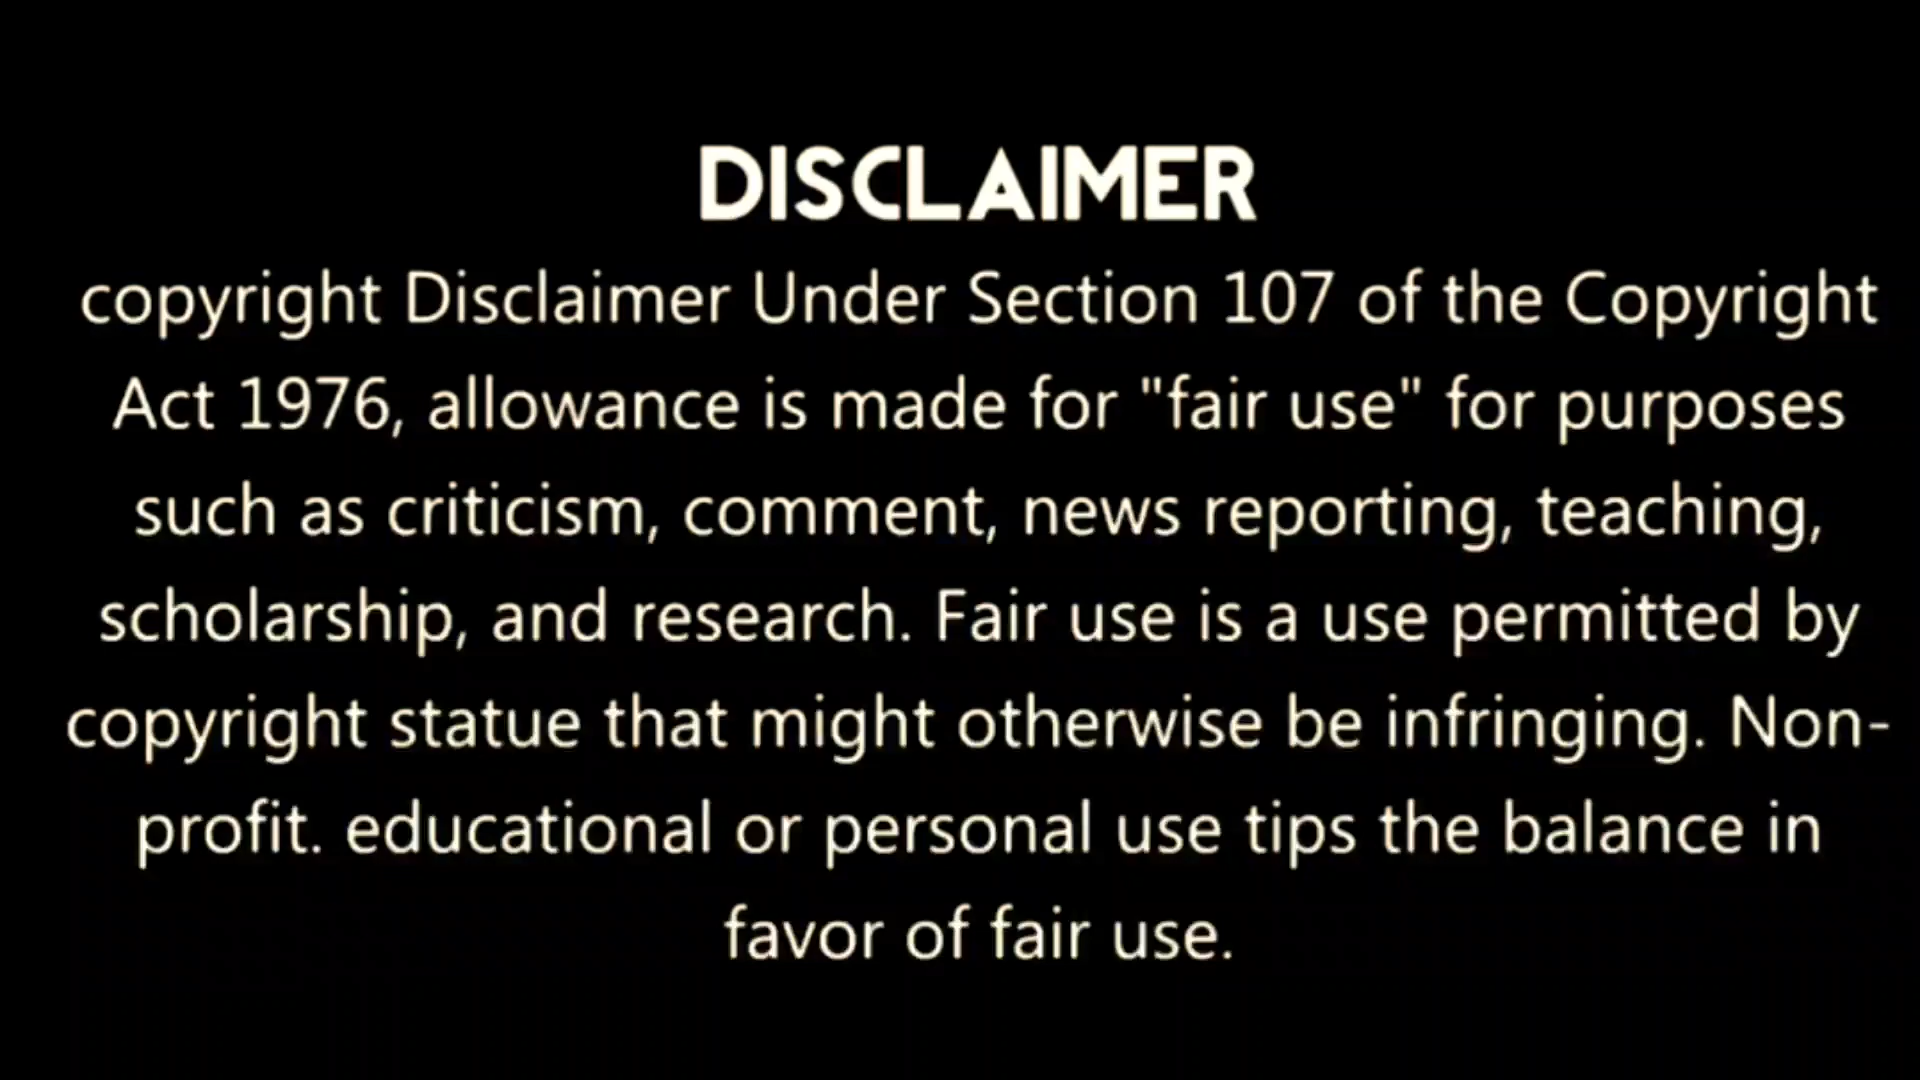 DISCLAIMER
copyright Disclaimer Under Section 107 of the Copyright
Act 1976, allowance is made for "fair use" for purposes
such as criticism, comment, news reporting, teaching,
scholarship, and research. Fair use is a use permitted by
copyright statue that might otherwise be infringing. Non-
profit. educational or personal use tips the balance in
favor of fair use.